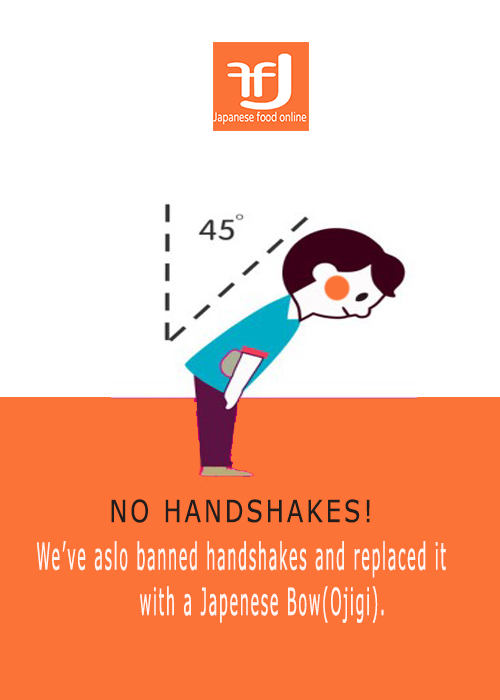 Japanese food online
45°
NO HANDSHAKES!
We've aslo banned handshakes and replaced it
with a Japenese Bow(Ojigi).